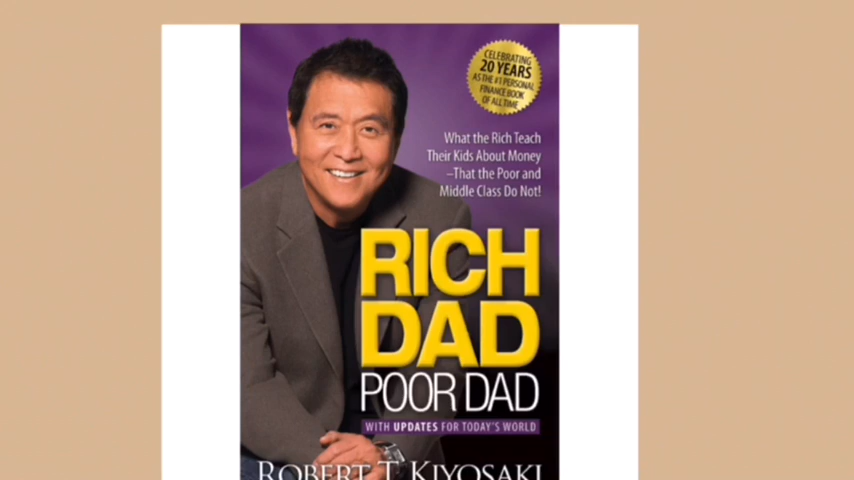 CELEBRATING
20 YEARS
AS THE #1 PERSONAL
FINANCE BOOK
OF ALL TIME
What the Rich Teach
Their Kids About Money
–That the Poor and
Middle Class Do Not!
RICH
DAD
POOR DAD
WITH UPDATES FOR TODAY'S WORLD
ROBERT T. KIYOSAKI